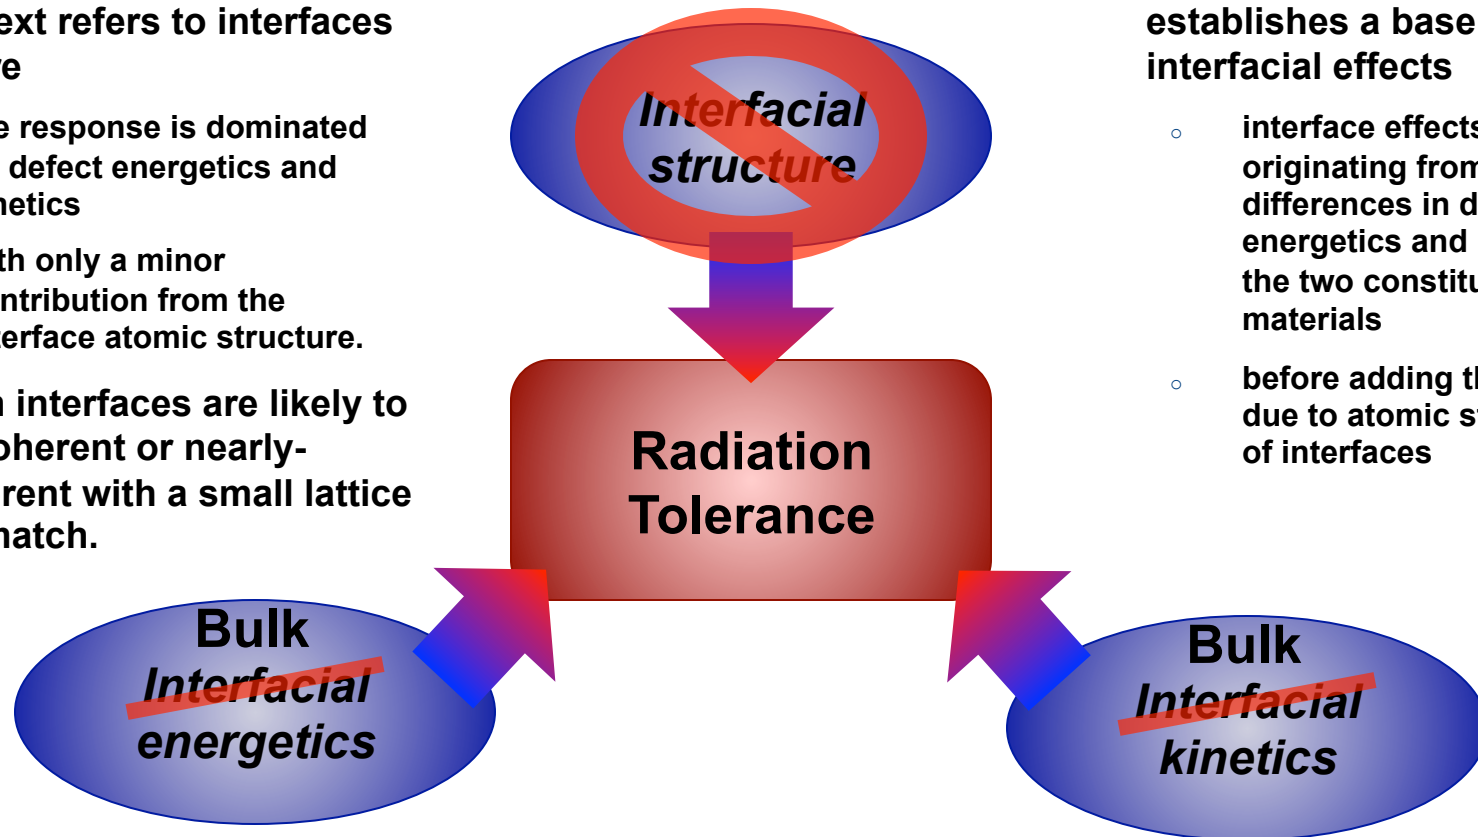 ext refers to interfaces
e
e response is dominated
defect energetics and
netics
th only a minor
ntribution from the
terface atomic structure.
interfaces are likely to
oherent or nearly-
rent with a small lattice
match.
Interfacial
structure
establishes a base
interfacial effects
interface effects
originating from
differences in d
energetics and
the two constitu
materials
before adding th
due to atomic st
of interfaces
Radiation
Tolerance
Bulk
Interfacial
energetics
Bulk
Interfacial
kinetics